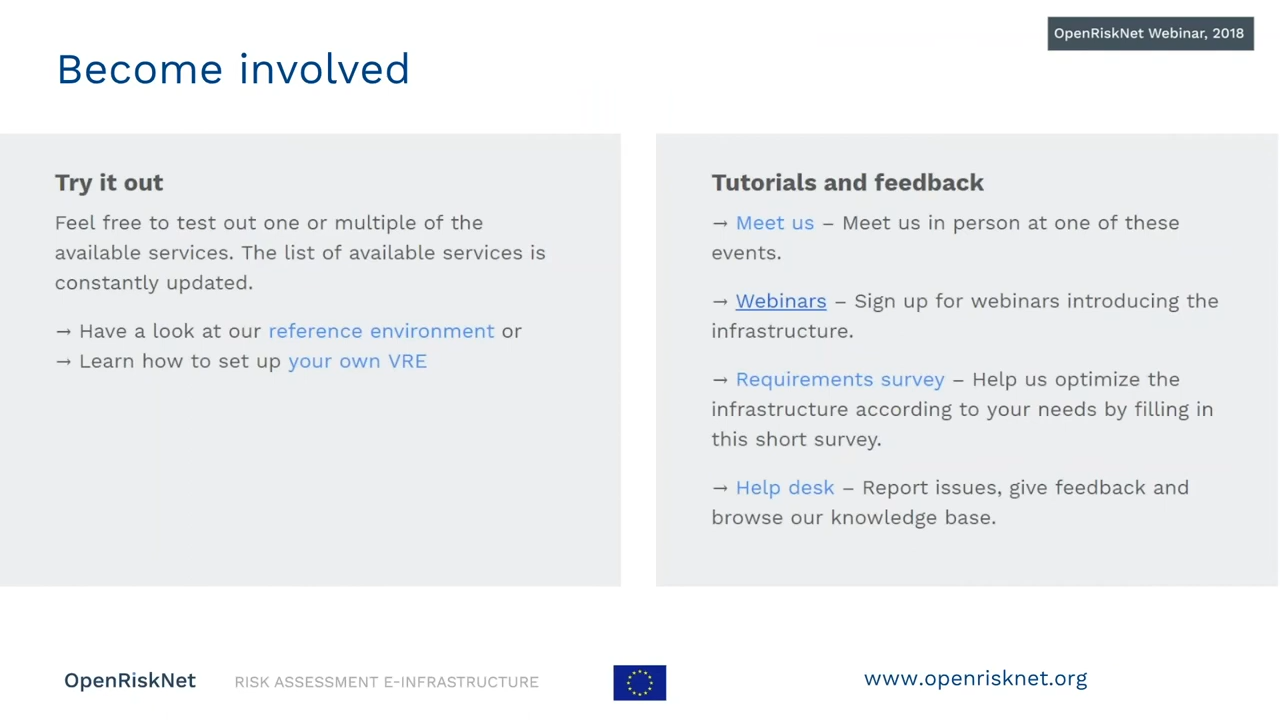 OpenRiskNet Webinar, 2018
Become involved
Try it out
Feel free to test out one or multiple of the
available services. The list of available services is
constantly updated.
→ Have a look at our reference environment or
→ Learn how to set up your own VRE
Tutorials and feedback
→ Meet us – Meet us in person at one of these
events.
→ Webinars – Sign up for webinars introducing the
infrastructure.
→ Requirements survey – Help us optimize the
infrastructure according to your needs by filling in
this short survey.
→ Help desk – Report issues, give feedback and
browse our knowledge base.
OpenRiskNet RISK ASSESSMENT E-INFRASTRUCTURE
www.openrisknet.org